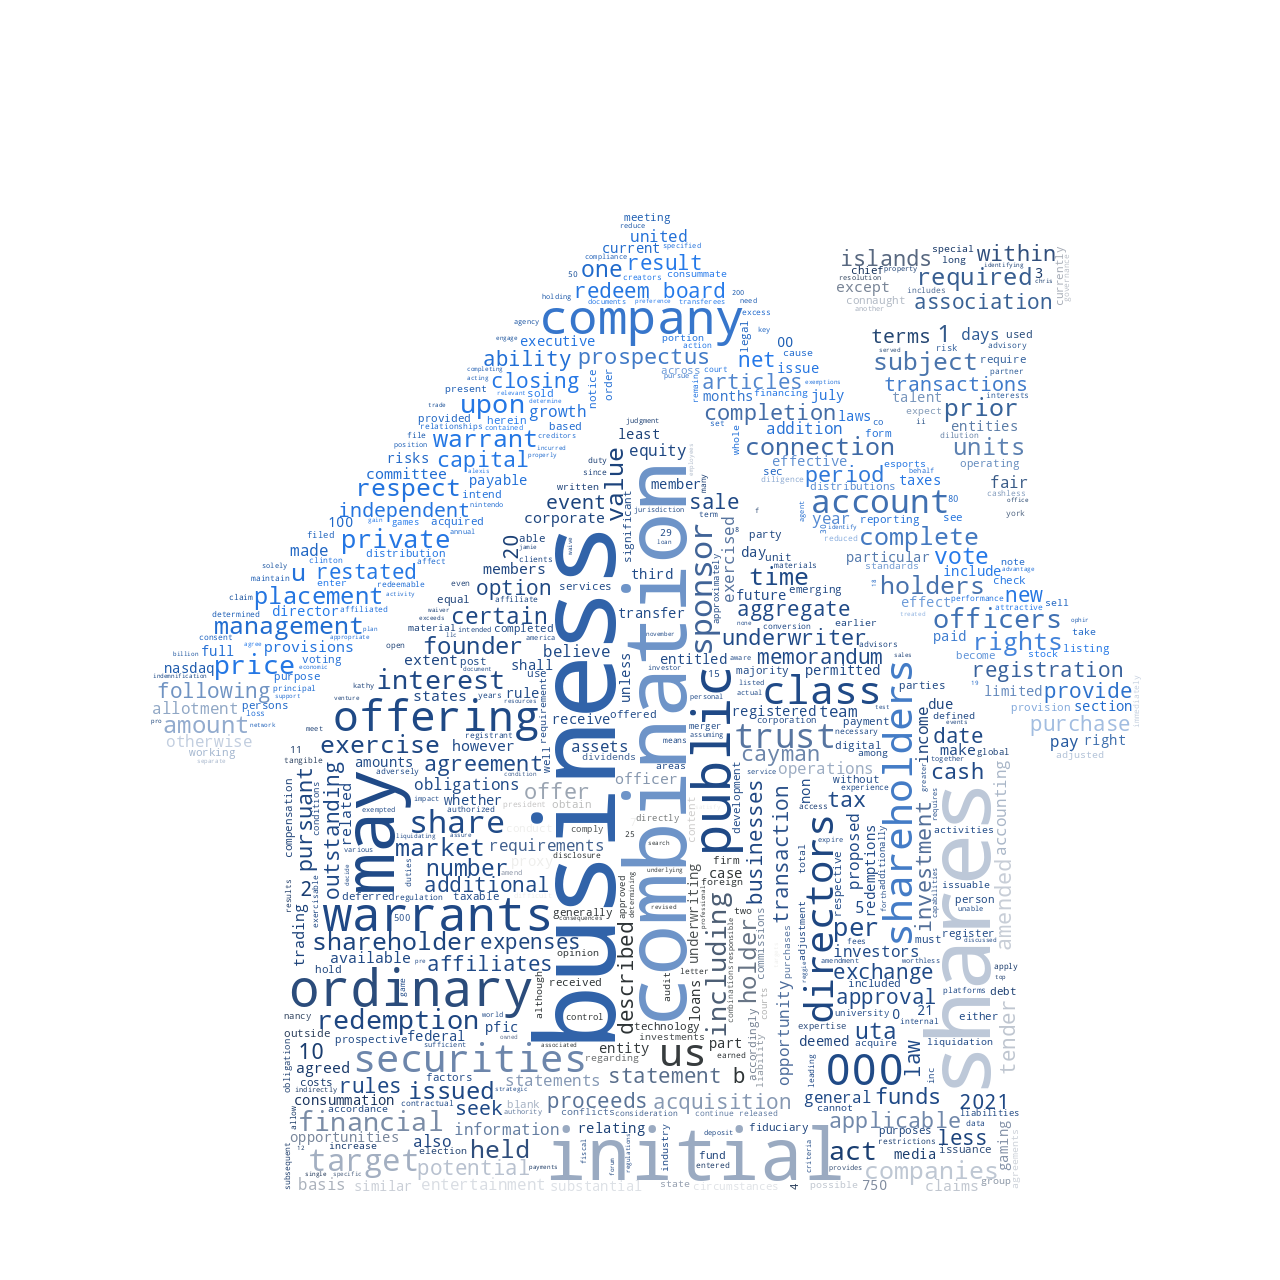 meeting
reduce
united
current specified
compliance
one result
50 creators consummate
redeem board 200
holding documents preference transferees need
company excess
agency
engage executive portion legal key
action 00
ability prospectus net cause
completing across court issue
acting closing pursue articles exemptions
present relevant sold notice order remain months financing july
upon determine growth completion laws co
trade provided herein based set addition form
relationships contained judgment whole
file warrant creditors least connection
position incurred equity effective esports
risks capital properly duty sec period behalf
committee alexis since diligence distributions taxes
respect payable written member account 80
intend nintendo event value sale
independent corporate jurisdiction many term year reporting see
100 gain games acquired significant
filed private annual 20 able 29 party agent 30 identify complete
solely made distribution jamie waive loan day unit reduced
clinton affect clients materials particular vote
u restated members third time standards include
maintain enter redeemable even option services approximately future emerging 18 holders
claim placement activity equal affiliate exercised aggregate effect performance new
determined director affiliated waiver certain transfer sponsor earlier treated attractive
exceeds none conversion officers
management plan material intended completed november underwriter advisors paid rights
consent agree appropriate llc america believe
billion full provisions open founder unless entitled aware memorandum sales become
nasdaq voting economic extent post shall investor majority permitted registration
indemnification price purpose kathy interest document use 15 listed parties 19 limited provide
following principal support venture states years rule resources personal actual class test provision section
allotment persons loss offering requirement receive offered public registered team due defined
pro amount network meet registrant merger corporation payment date events purchase
otherwise exercise however well assets means assuming trust necessary income make global pay right
working 11 dividends areas cayman digital among together adjusted
separate tangible amounts agreement condition officer service operations greater cash
adversely obligations offer without
compensation conditions exempted impact whether president obtain content development access experience requires accounting
pursuant outstanding related may share authorized conduct directly businesses non tax shareholders shares
liquidating assure comply 25 expire investment activities
various market requirements search transaction directors proposed additionally
decide number proxy disclosure firm total
results 2 duties amend underlying case redemptions amended
additional foreign respective issuable
exercisable deferred regulation taxable approved determining forth capabilities person
trading warrants 500 generally revised professional two 5 unable
consequences business combination per
shareholder expenses underwriting responsible commissions adjustment fees must register discussed
hold available pre opinion described including holder purchases investors
affiliates letter amendment worthless apply
game although received audit reggie exchange top
ordinary loans combinations included platforms debt
nancy world control courts university approval 21
redemption pfic technology opportunity 0 either
outside owned investments expertise uta internal
prospective federal sufficient associated entity us part accordingly deemed acquire liquidation tender
obligation 10 securities regarding earned liability
agreed factors statements statement b leading 000 law inc
costs indirectly rules issued strategic
consummation contractual seek blank proceeds acquisition general funds 2021
allow accordance authority conflicts consideration continue released cannot liabilities
financial information relating fiduciary applicable data
opportunities also deposit purposes less
increase election held restrictions
subsequent 12 target potential payments fiscal forum regulations industry fund entered initial criteria act media issuance gaming
single specific provides companies agreements
basis similar entertainment substantial state circumstances 4 possible 750 claims group
islands special within
long identifying currently governance
chief property required 3
resolution chris
except includes
connaught association
another
terms 1 days used
served risk advisory
subject require
partner
transactions
talent interests
expect prior
ii entities
dilution
units
operating
fair
cashless
office
york
note
check advantage
sell
ophir
take
listing
immediately